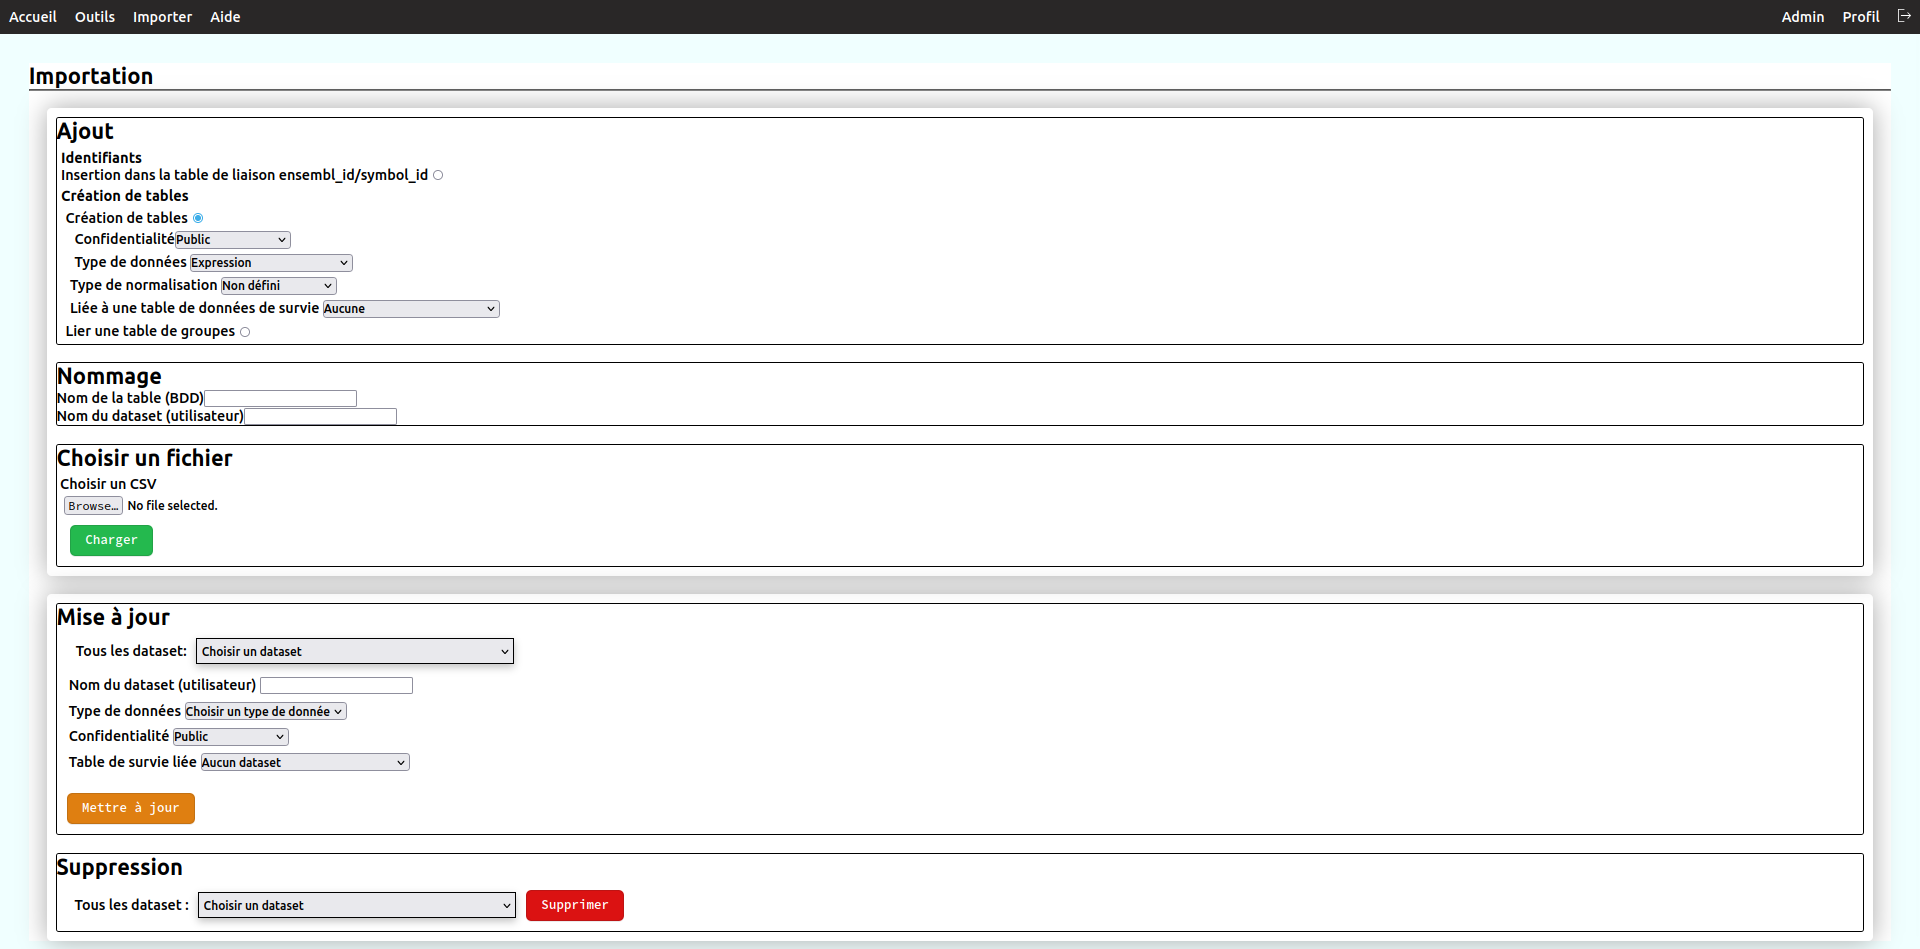 Accueil Outils Importer Aide Admin Profil
Importation
Ajout
Identifiants
Insertion dans la table de liaison ensembl_id/symbol_id
Création de tables
Création de tables
Confidentialité Public
Type de données Expression
Type de normalisation Non défini
Liée à une table de données de survie Aucune
Lier une table de groupes
Nommage
Nom de la table (BDD)
Nom du dataset (utilisateur)
Choisir un fichier
Choisir un CSV
Browse… No file selected.
Charger
Mise à jour
Tous les dataset: Choisir un dataset
Nom du dataset (utilisateur)
Type de données Choisir un type de donnée
Confidentialité Public
Table de survie liée Aucun dataset
Mettre à jour
Suppression
Tous les dataset : Choisir un dataset Supprimer